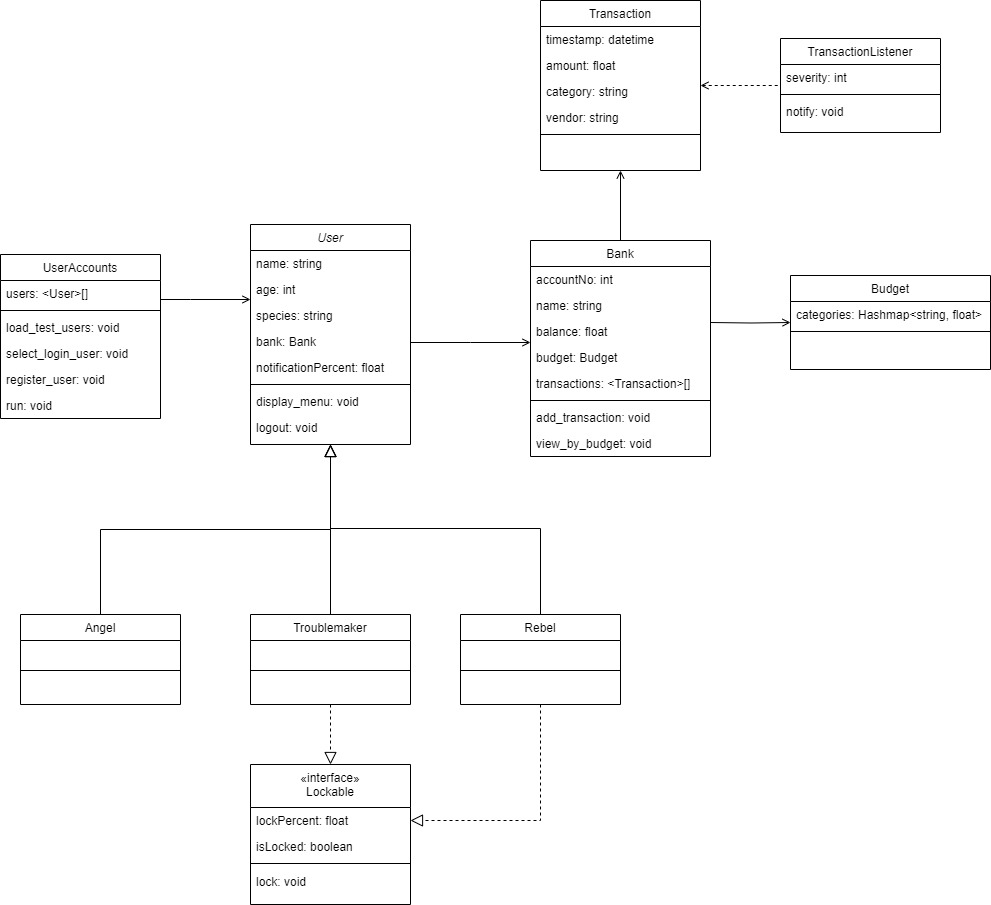 Transaction
timestamp: datetime
amount: float
category: string
vendor: string
TransactionListener
severity: int
notify: void
UserAccounts
users: <User>[]
load_test_users: void
select_login_user: void
register_user: void
run: void
User
name: string
age: int
species: string
bank: Bank
notificationPercent: float
display_menu: void
logout: void
Bank
accountNo: int
name: string
balance: float
budget: Budget
transactions: <Transaction>[]
add_transaction: void
view_by_budget: void
Budget
categories: Hashmap<string, float>
Angel
Troublemaker
Rebel
«interface»
Lockable
lockPercent: float
isLocked: boolean
lock: void